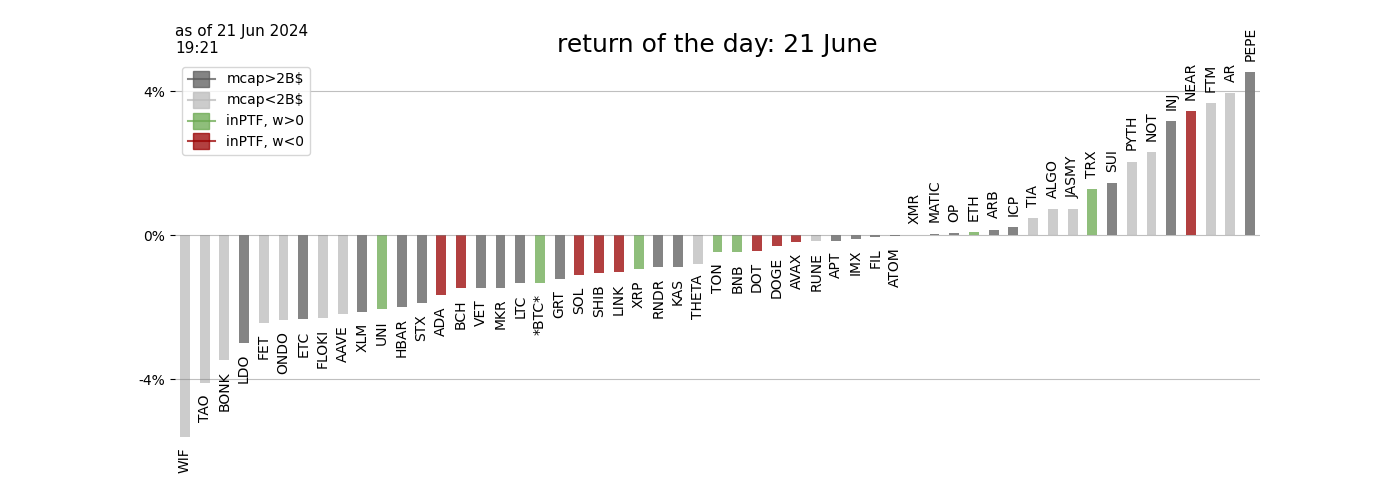 as of 21 Jun 2024
19:21
return of the day: 21 June
mcap>2B$
mcap<2B$
inPTF, w>0
inPTF, w<0
4%
0%
-4%
WIF
TAO
BONK
LDO
FET
ONDO
ETC
FLOKI
AAVE
XLM
UNI
HBAR
STX
ADA
BCH
VET
MKR
LTC
*BTC*
GRT
SOL
SHIB
LINK
XRP
RNDR
KAS
THETA
TON
BNB
DOT
DOGE
AVAX
RUNE
APT
IMX
FIL
ATOM
XMR
MATIC
OP
ETH
ARB
ICP
TIA
ALGO
JASMY
TRX
SUI
PYTH
NOT
INJ
NEAR
FTM
AR
PEPE